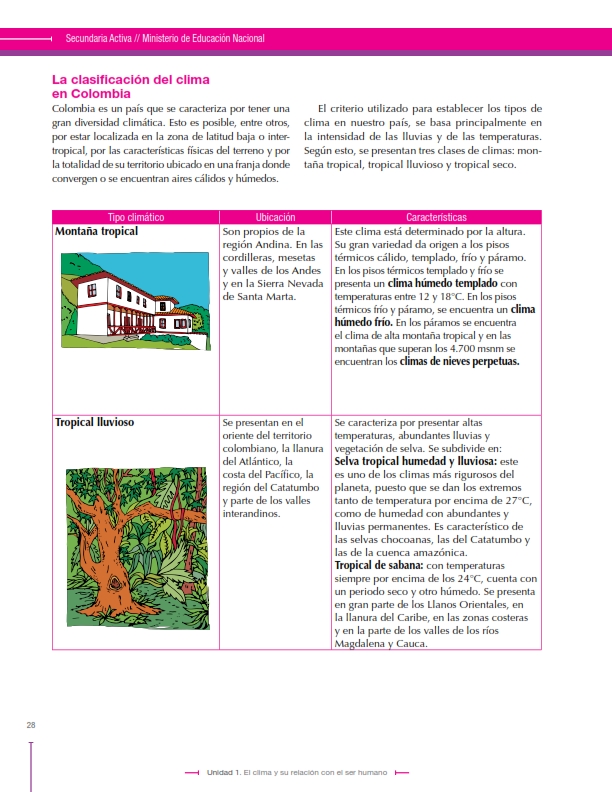 Secundaria Activa // Ministerio de Educación Nacional
La clasificación del clima
en Colombia
Colombia es un país que se caracteriza por tener una
gran diversidad climática. Esto es posible, entre otros,
por estar localizada en la zona de latitud baja o inter-
tropical, por las características físicas del terreno y por
la totalidad de su territorio ubicado en una franja donde
convergen o se encuentran aires cálidos y húmedos.
El criterio utilizado para establecer los tipos de
clima en nuestro país, se basa principalmente en
la intensidad de las lluvias y de las temperaturas.
Según esto, se presentan tres clases de climas: mon-
taña tropical, tropical lluvioso y tropical seco.
Tipo climático
Ubicación
Características
Montaña tropical
Son propios de la
región Andina. En las
cordilleras, mesetas
y valles de los Andes
y en la Sierra Nevada
de Santa Marta.
Este clima está determinado por la altura.
Su gran variedad da origen a los pisos
térmicos cálido, templado, frío y páramo.
En los pisos térmicos templado y frío se
presenta un clima húmedo templado con
temperaturas entre 12 y 18°C. En los pisos
térmicos frío y páramo, se encuentra un clima
húmedo frío. En los páramos se encuentra
el clima de alta montaña tropical y en las
montañas que superan los 4.700 msnm se
encuentran los climas de nieves perpetuas.
Tropical lluvioso
Se presentan en el
oriente del territorio
colombiano, la llanura
del Atlántico, la
costa del Pacífico, la
región del Catatumbo
y parte de los valles
interandinos.
Se caracteriza por presentar altas
temperaturas, abundantes lluvias y
vegetación de selva. Se subdivide en:
Selva tropical humedad y lluviosa: este
es uno de los climas más rigurosos del
planeta, puesto que se dan los extremos
tanto de temperatura por encima de 27°C,
como de humedad con abundantes y
lluvias permanentes. Es característico de
las selvas chocoanas, las del Catatumbo y
las de la cuenca amazónica.
Tropical de sabana: con temperaturas
siempre por encima de los 24°C, cuenta con
un periodo seco y otro húmedo. Se presenta
en gran parte de los Llanos Orientales, en
la llanura del Caribe, en las zonas costeras
y en la parte de los valles de los ríos
Magdalena y Cauca.
28
Unidad 1. El clima y su relación con el ser humano